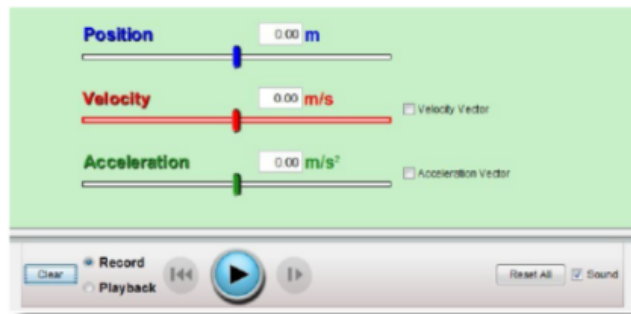 Position 0.00 m
Velocity 0.00 m/s
Velocity Vector
Acceleration 0.00 m/s²
Acceleration Vector
Clear
Record
Playback
Reset All
Sound